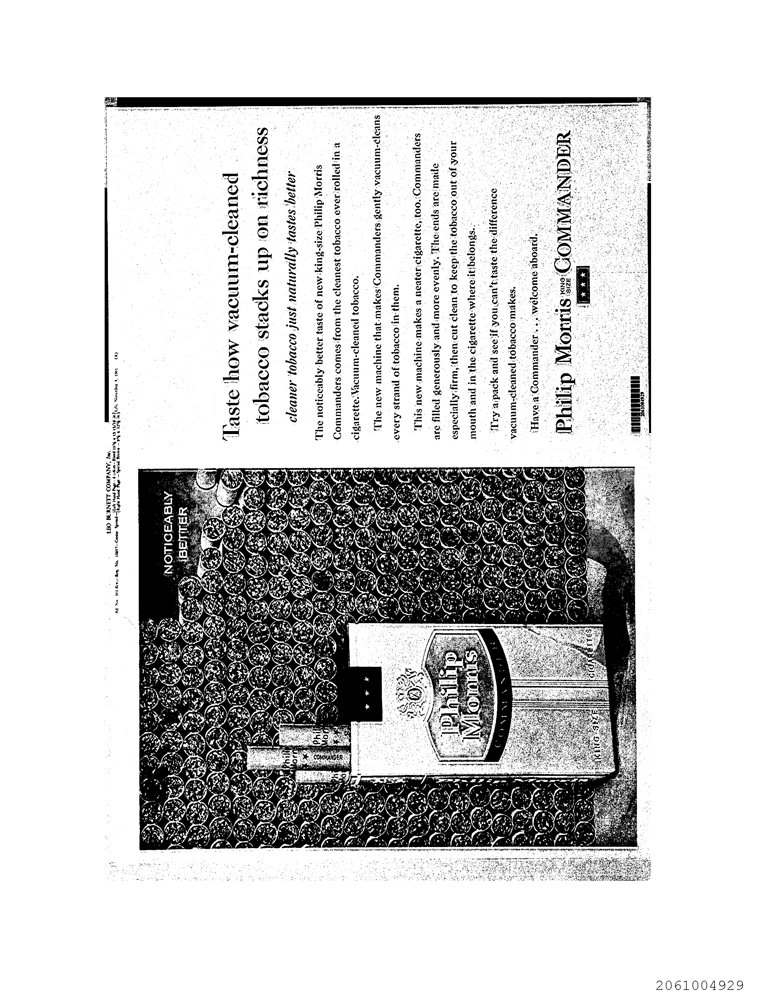 LEO BURNETT COMPANY, Inc.
NOTICEABLY
BETTER
Philip
Morris
COMMANDER
KING SIZE
CIGARETTES
COMMANDER
Taste how vacuum-cleaned
tobacco stacks up on richness
cleaner tobacco just naturally tastes better
The noticeably better taste of new king-size Philip Morris
Commanders comes from the cleanest tobacco ever rolled in a
cigarette. Vacuum-cleaned tobacco.
The new machine that makes Commanders gently vacuum-cleans
every strand of tobacco in them.
This new machine makes a neater cigarette, too. Commanders
are filled generously and more evenly. The ends are made
especially firm, then cut clean to keep the tobacco out of your
mouth and in the cigarette where it belongs.
Try a pack and see if you can't taste the difference
vacuum-cleaned tobacco makes.
Have a Commander . . . welcome aboard.
Philip Morris KING SIZE COMMANDER
2061004929